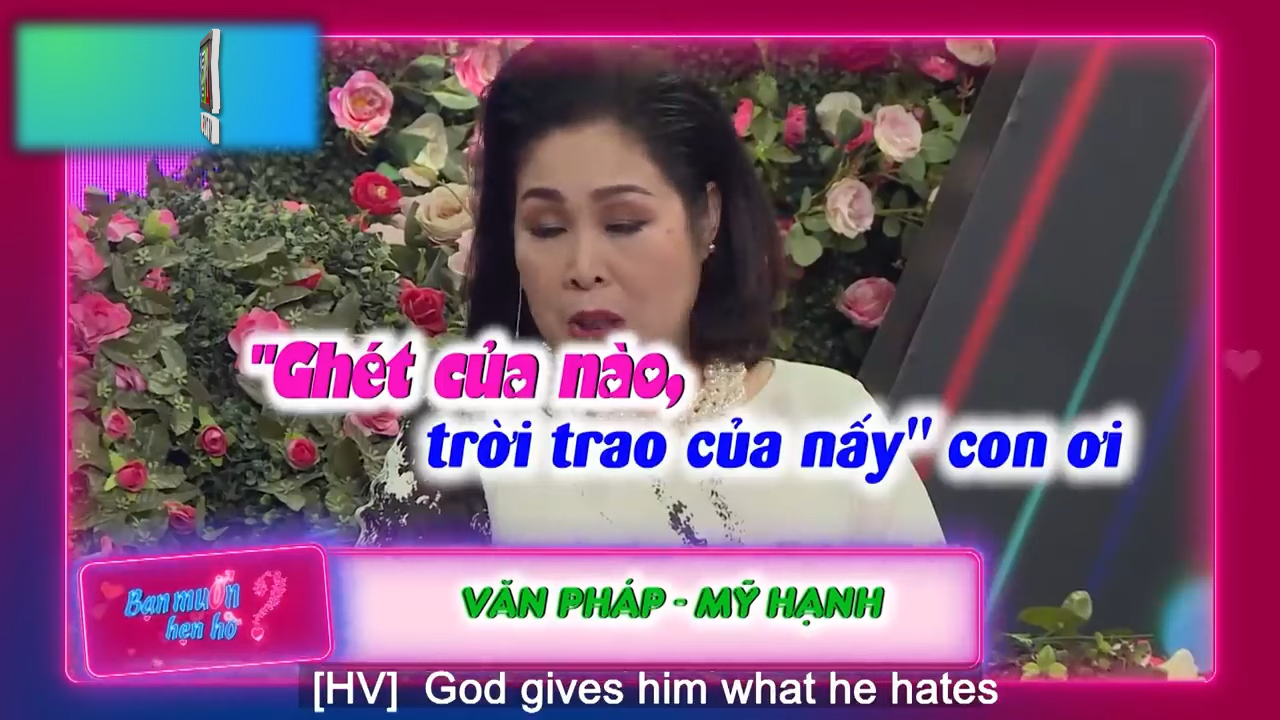 "Ghét của nào,
trời trao của nấy" con ơi
Bạn muốn
hẹn hò ?
VĂN PHÁP - MỸ HẠNH
[HV] God gives him what he hates